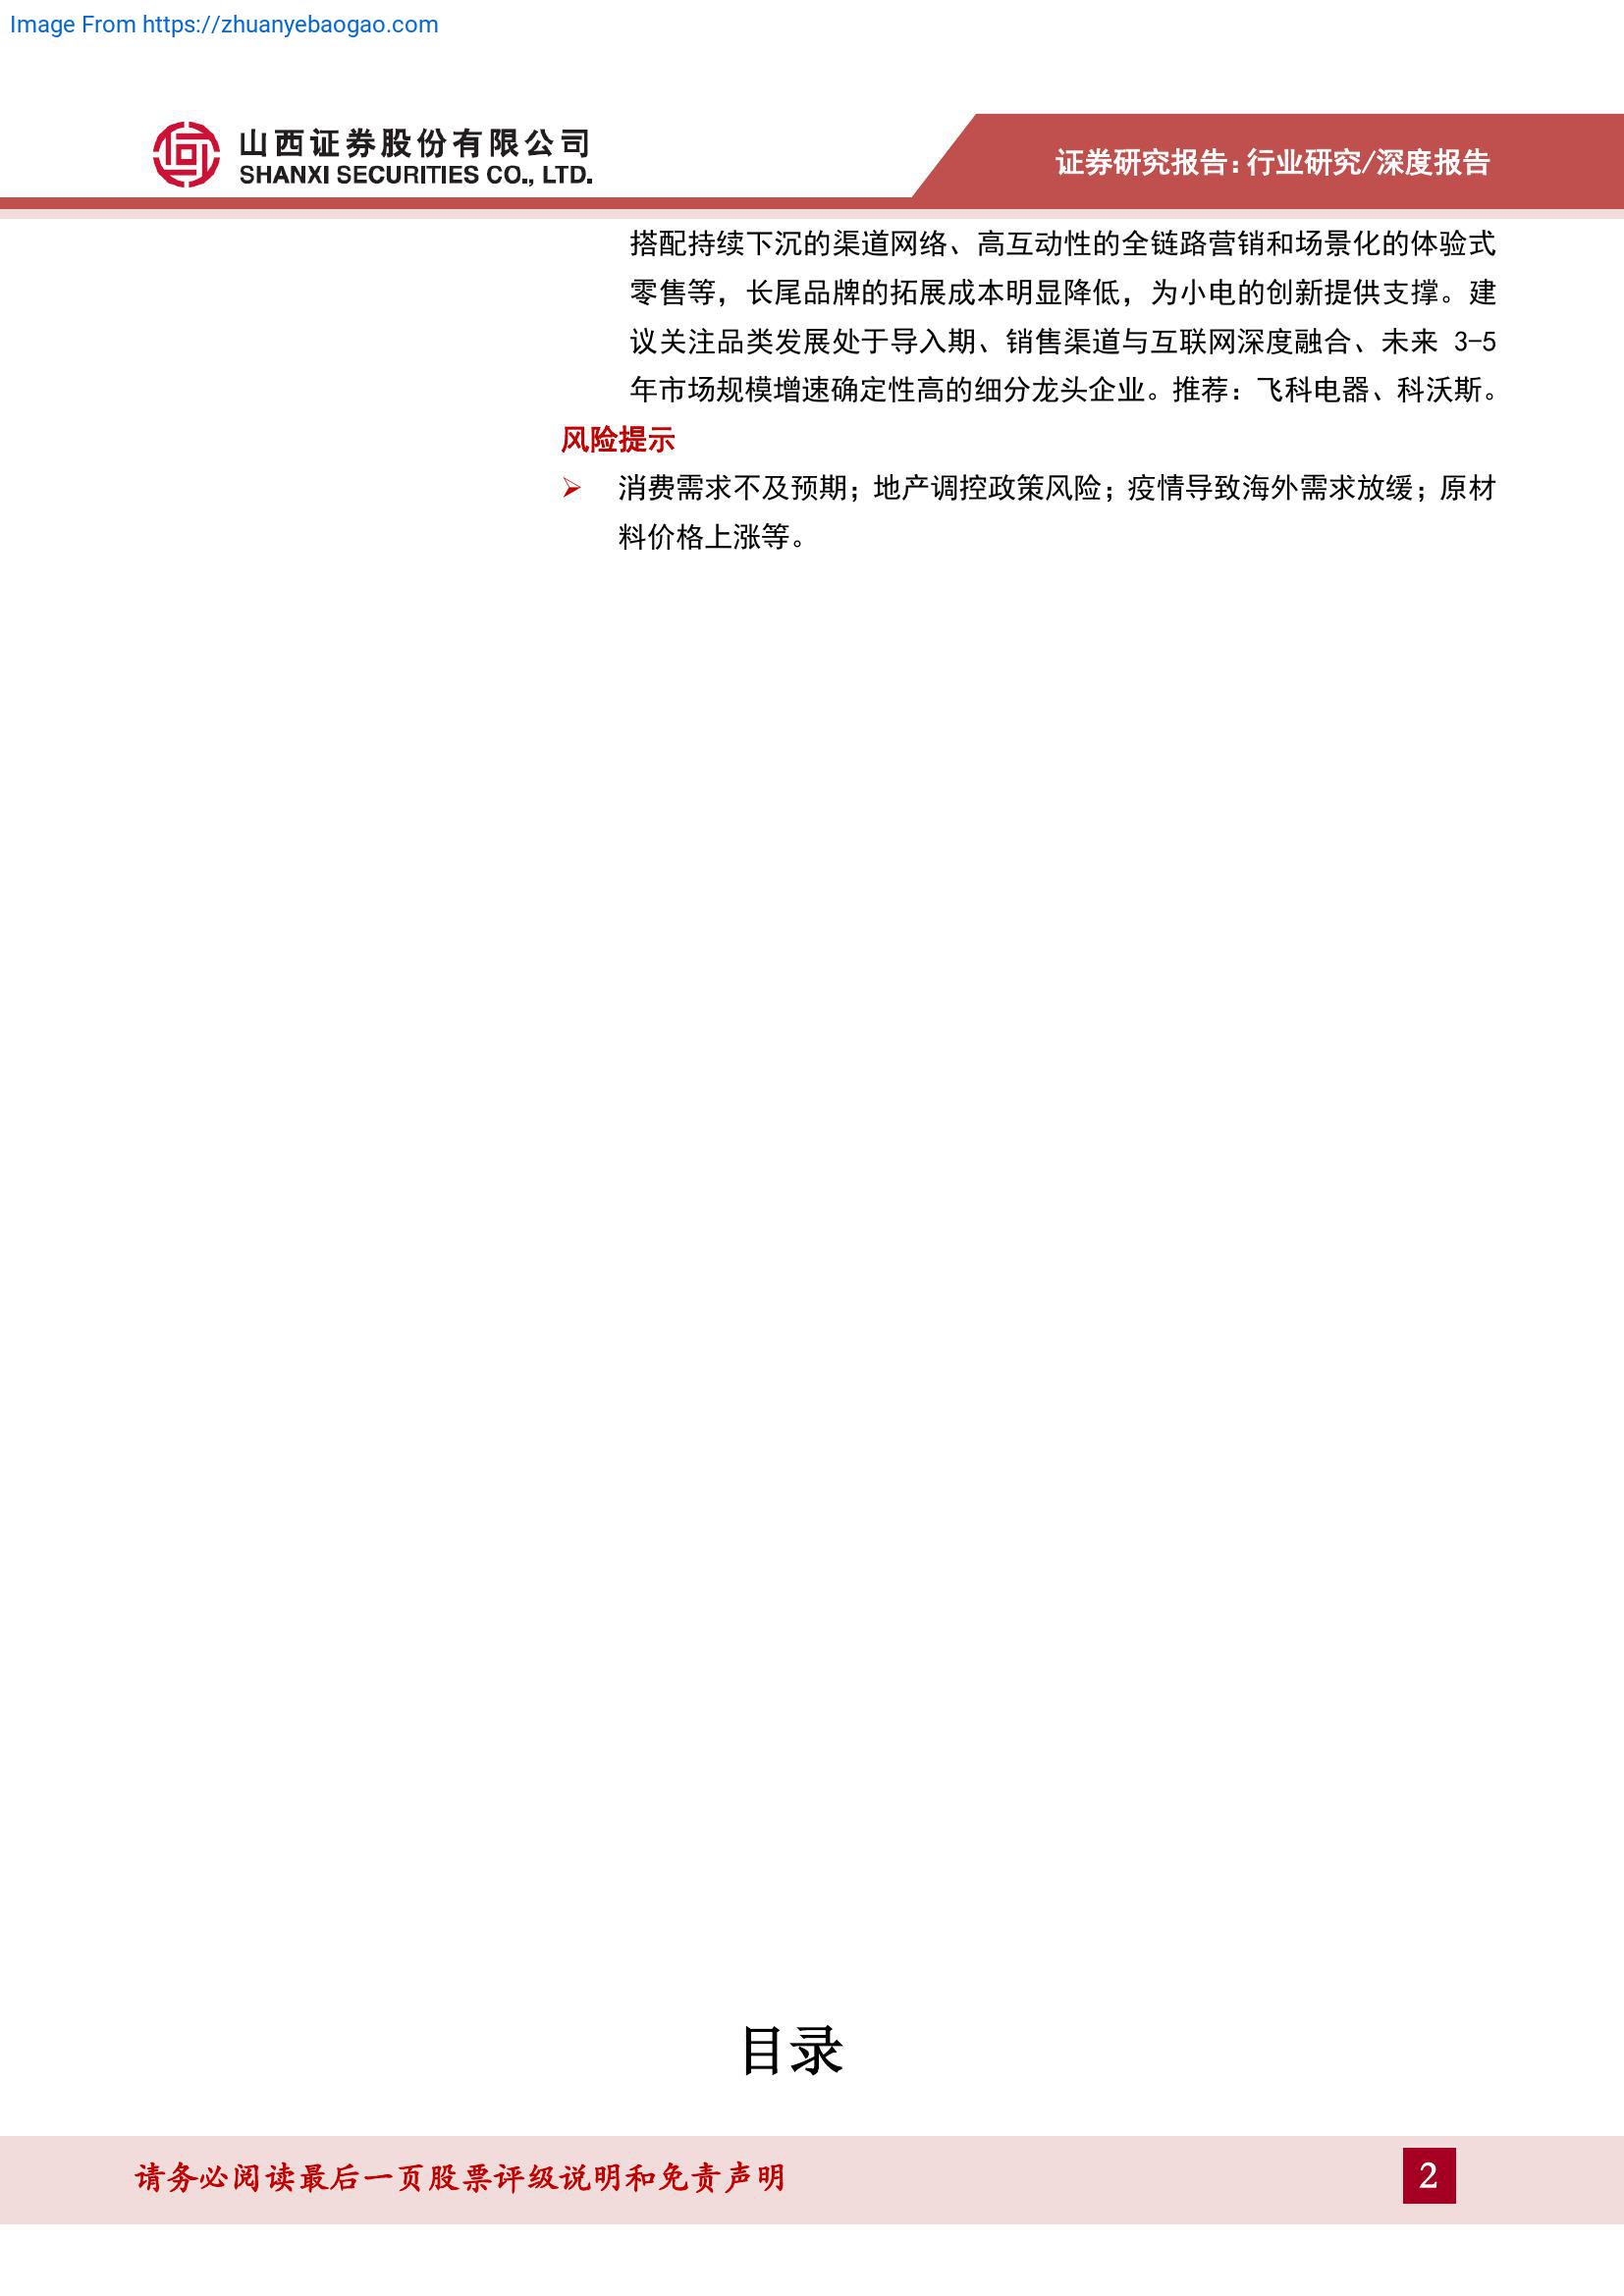 Image From https://zhuanyebaogao.com
山西证券股份有限公司
SHANXI SECURITIES CO., LTD.
证券研究报告：行业研究/深度报告
搭配持续下沉的渠道网络、高互动性的全链路营销和场景化的体验式
零售等，长尾品牌的拓展成本明显降低，为小电的创新提供支撑。建
议关注品类发展处于导入期、销售渠道与互联网深度融合、未来 3-5
年市场规模增速确定性高的细分龙头企业。推荐：飞科电器、科沃斯。
风险提示
➢ 消费需求不及预期；地产调控政策风险；疫情导致海外需求放缓；原材
料价格上涨等。
目录
请务必阅读最后一页股票评级说明和免责声明
2